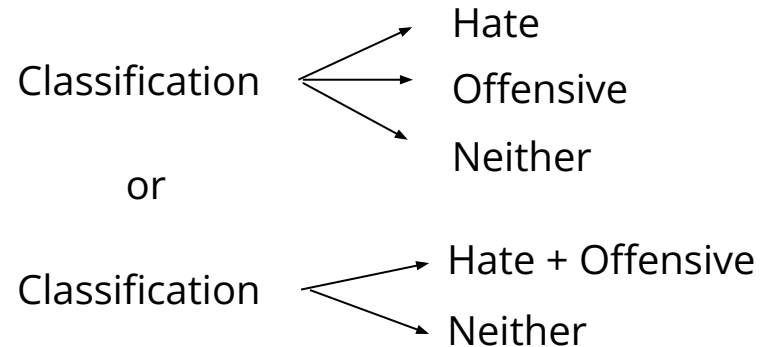 Hate
Classification
Offensive
Neither
or
Hate + Offensive
Classification
Neither